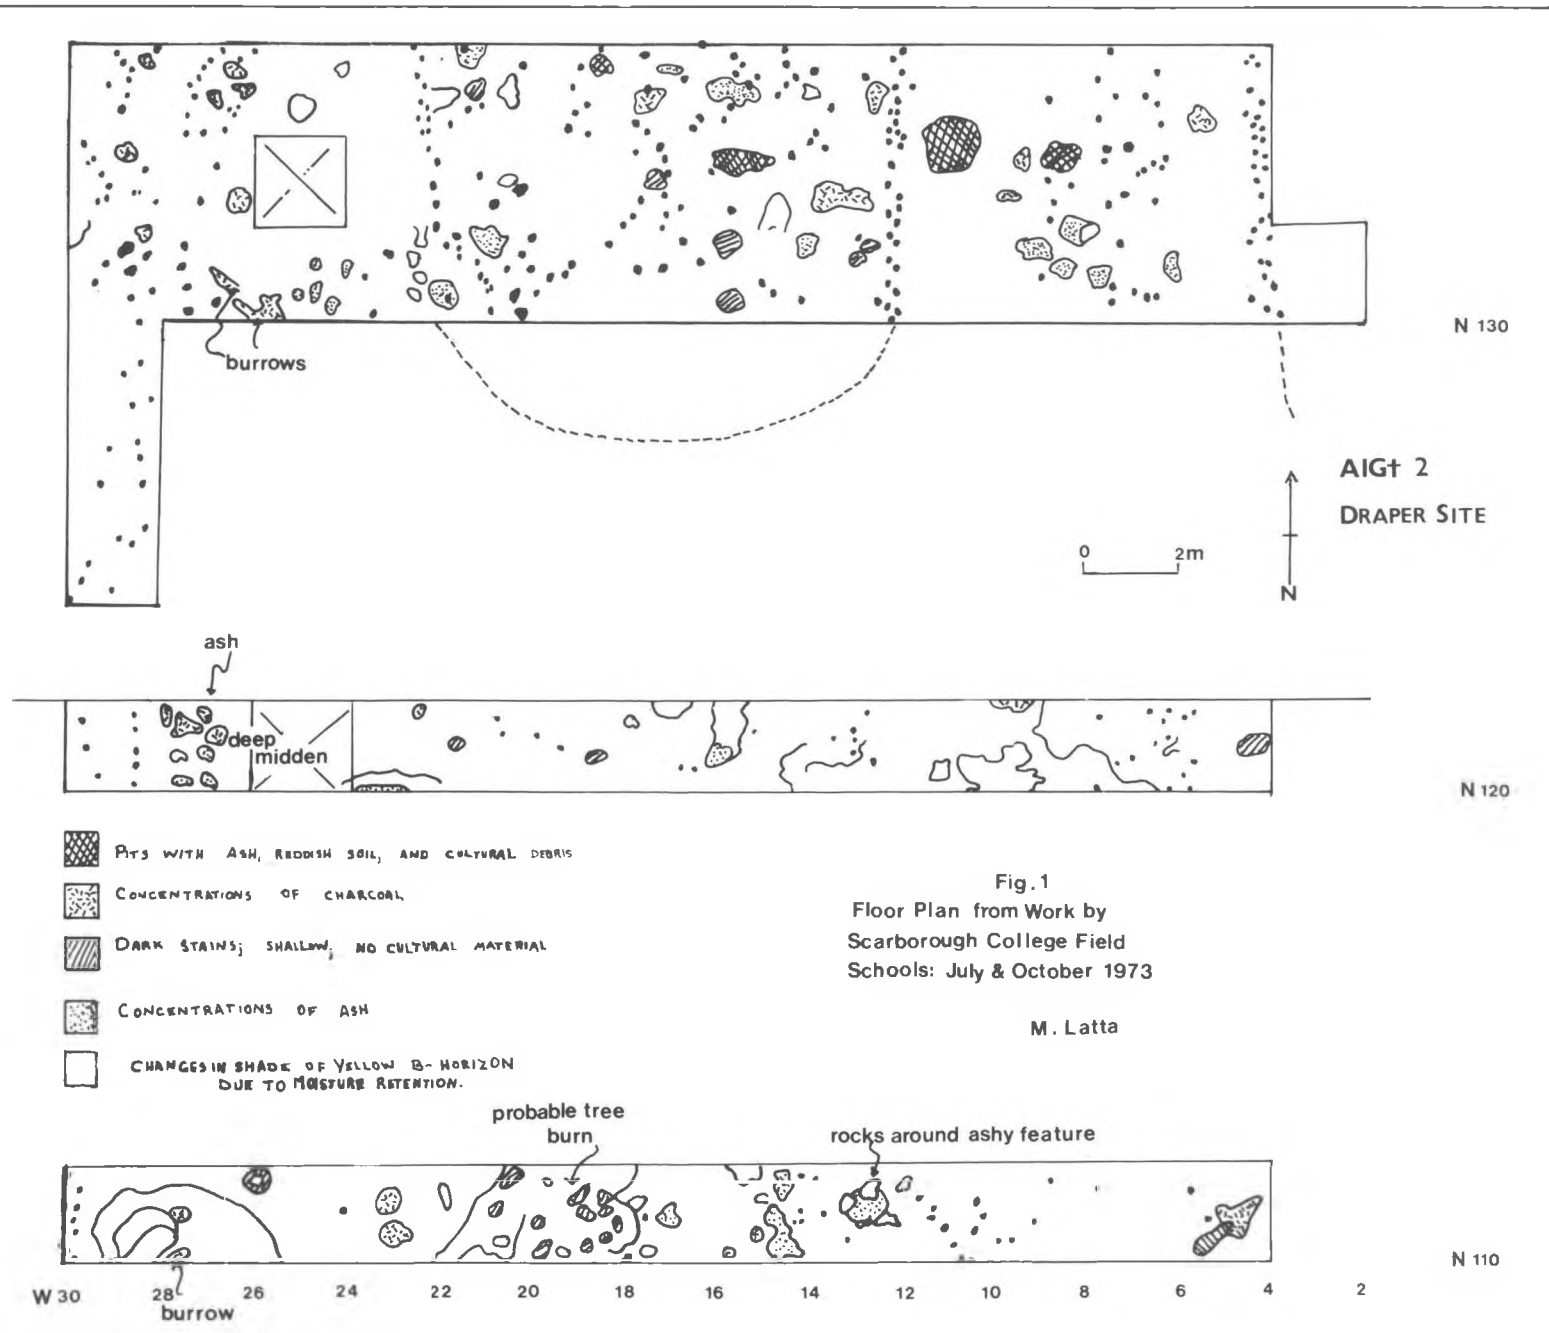 burrows
N 130
AlGt 2
DRAPER SITE
0 2m
N
ash
deep
midden
N 120
PITS WITH ASH, REDDISH SOIL, AND CULTURAL DEBRIS
CONCENTRATIONS OF CHARCOAL
DARK STAINS; SHALLOW; NO CULTURAL MATERIAL
CONCENTRATIONS OF ASH
CHANGES IN SHADE OF YELLOW B-HORIZON
DUE TO MOISTURE RETENTION.
Fig.1
Floor Plan from Work by
Scarborough College Field
Schools: July & October 1973
M. Latta
probable tree
burn
rocks around ashy feature
N 110
W 30 28 26 24 22 20 18 16 14 12 10 8 6 4 2
burrow